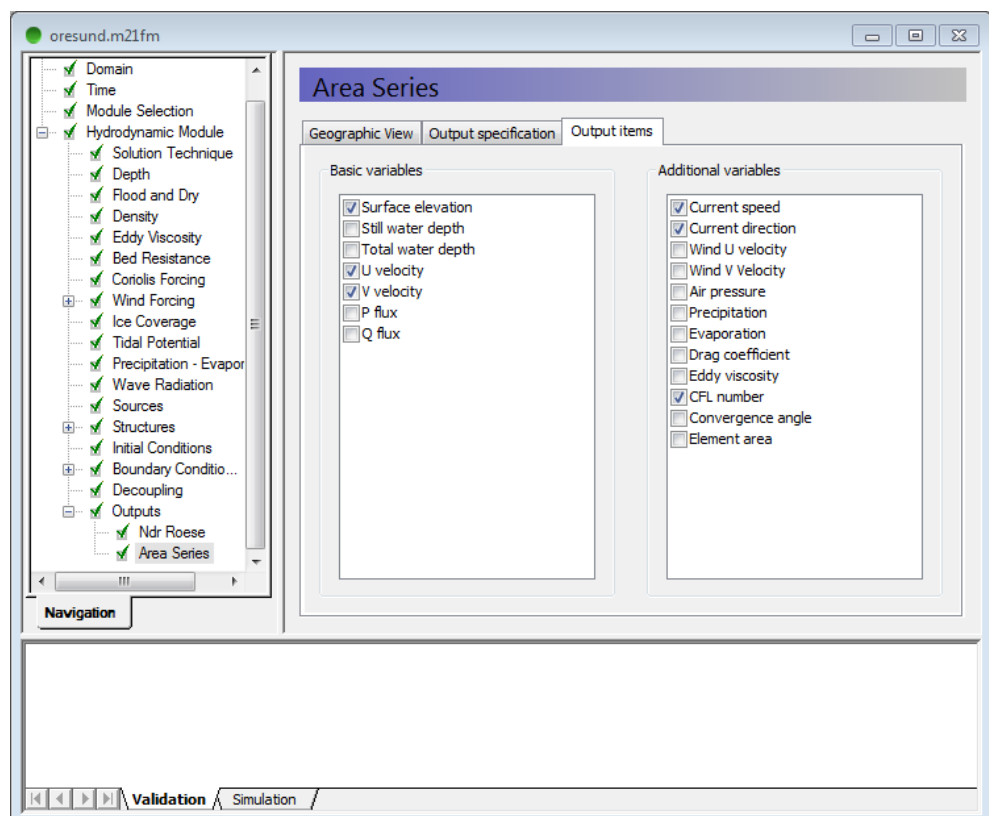 oresund.m21fm
Domain
Time
Module Selection
Hydrodynamic Module
Solution Technique
Depth
Flood and Dry
Density
Eddy Viscosity
Bed Resistance
Coriolis Forcing
Wind Forcing
Ice Coverage
Tidal Potential
Precipitation - Evapor
Wave Radiation
Sources
Structures
Initial Conditions
Boundary Conditio...
Decoupling
Outputs
Ndr Roese
Area Series
Navigation
Area Series
Geographic View Output specification Output items
Basic variables
Surface elevation
Still water depth
Total water depth
U velocity
V velocity
P flux
Q flux
Additional variables
Current speed
Current direction
Wind U velocity
Wind V Velocity
Air pressure
Precipitation
Evaporation
Drag coefficient
Eddy viscosity
CFL number
Convergence angle
Element area
Validation Simulation